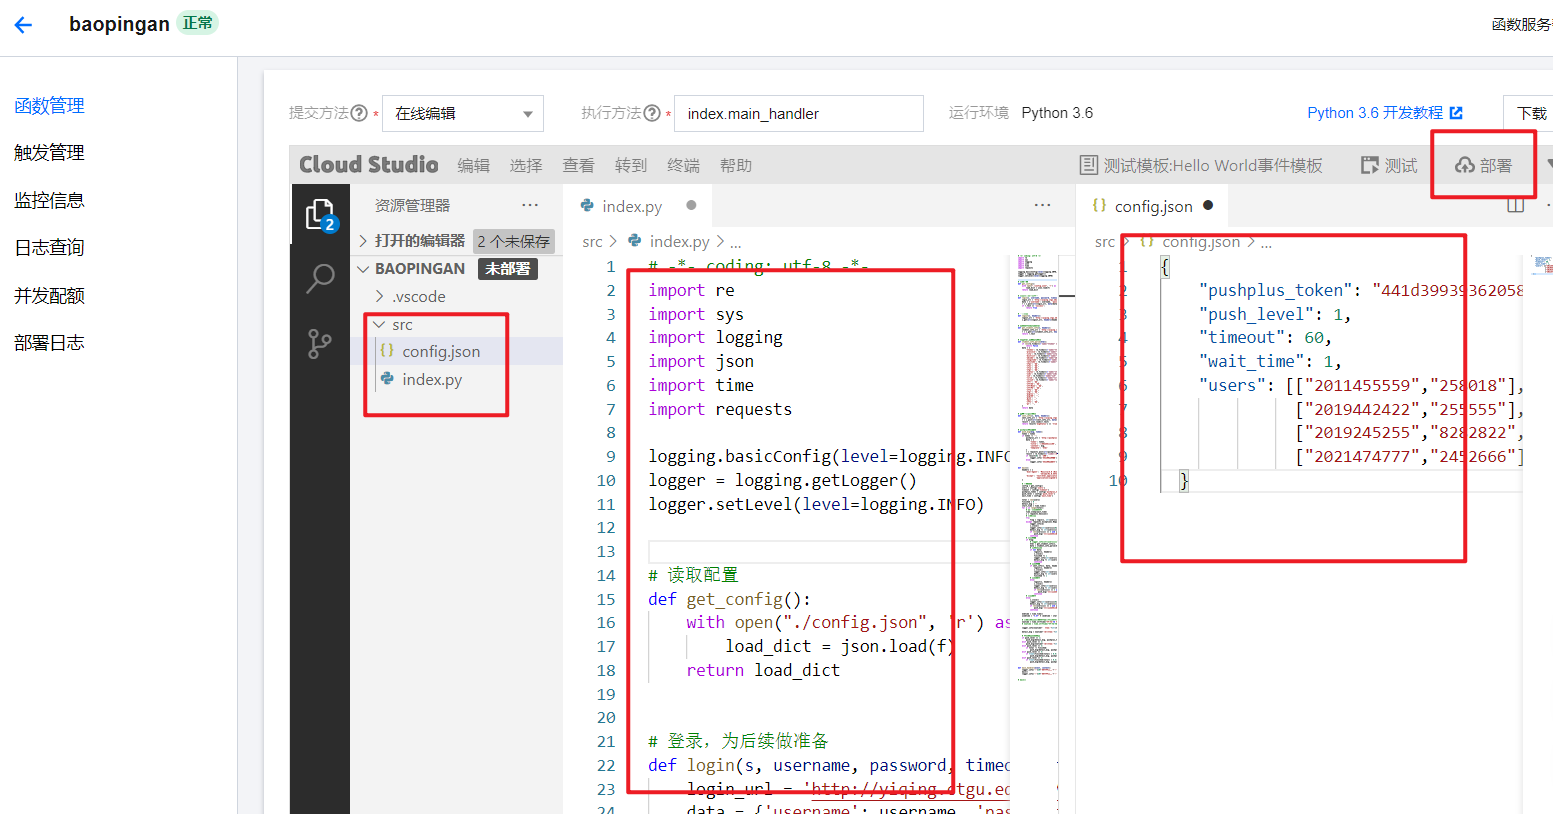 baopingan 正常
函数服务
函数管理
触发管理
监控信息
日志查询
并发配额
部署日志
提交方法 * 在线编辑 执行方法 * index.main_handler 运行环境 Python 3.6 Python 3.6 开发教程 下载
Cloud Studio 编辑 选择 查看 转到 终端 帮助 测试模板:Hello World事件模板 测试 部署
资源管理器 ...
打开的编辑器 2 个未保存
BAOPINGAN 未部署
.vscode
src
config.json
index.py
2
index.py ● ...
src > index.py > ...
1 # -*- coding: utf-8 -*-
2 import re
3 import sys
4 import logging
5 import json
6 import time
7 import requests
8
9 logging.basicConfig(level=logging.INFO
10 logger = logging.getLogger()
11 logger.setLevel(level=logging.INFO)
12
13
14 # 读取配置
15 def get_config():
16 with open("./config.json", 'r') as
17 load_dict = json.load(f)
18 return load_dict
19
20
21 # 登录，为后续做准备
22 def login(s, username, password, timeo
23 login_url = 'http://yiqing.ctgu.ed
24 data = {'username': username, 'pas
config.json ●
src > config.json > ...
1 {
2 "pushplus_token": "441d39939362058
3 "push_level": 1,
4 "timeout": 60,
5 "wait_time": 1,
6 "users": [["2011455559","258018"],
7 ["2019442422","255555"],
8 ["2019245255","8282822",
9 ["2021474777","2452666"]
10 }